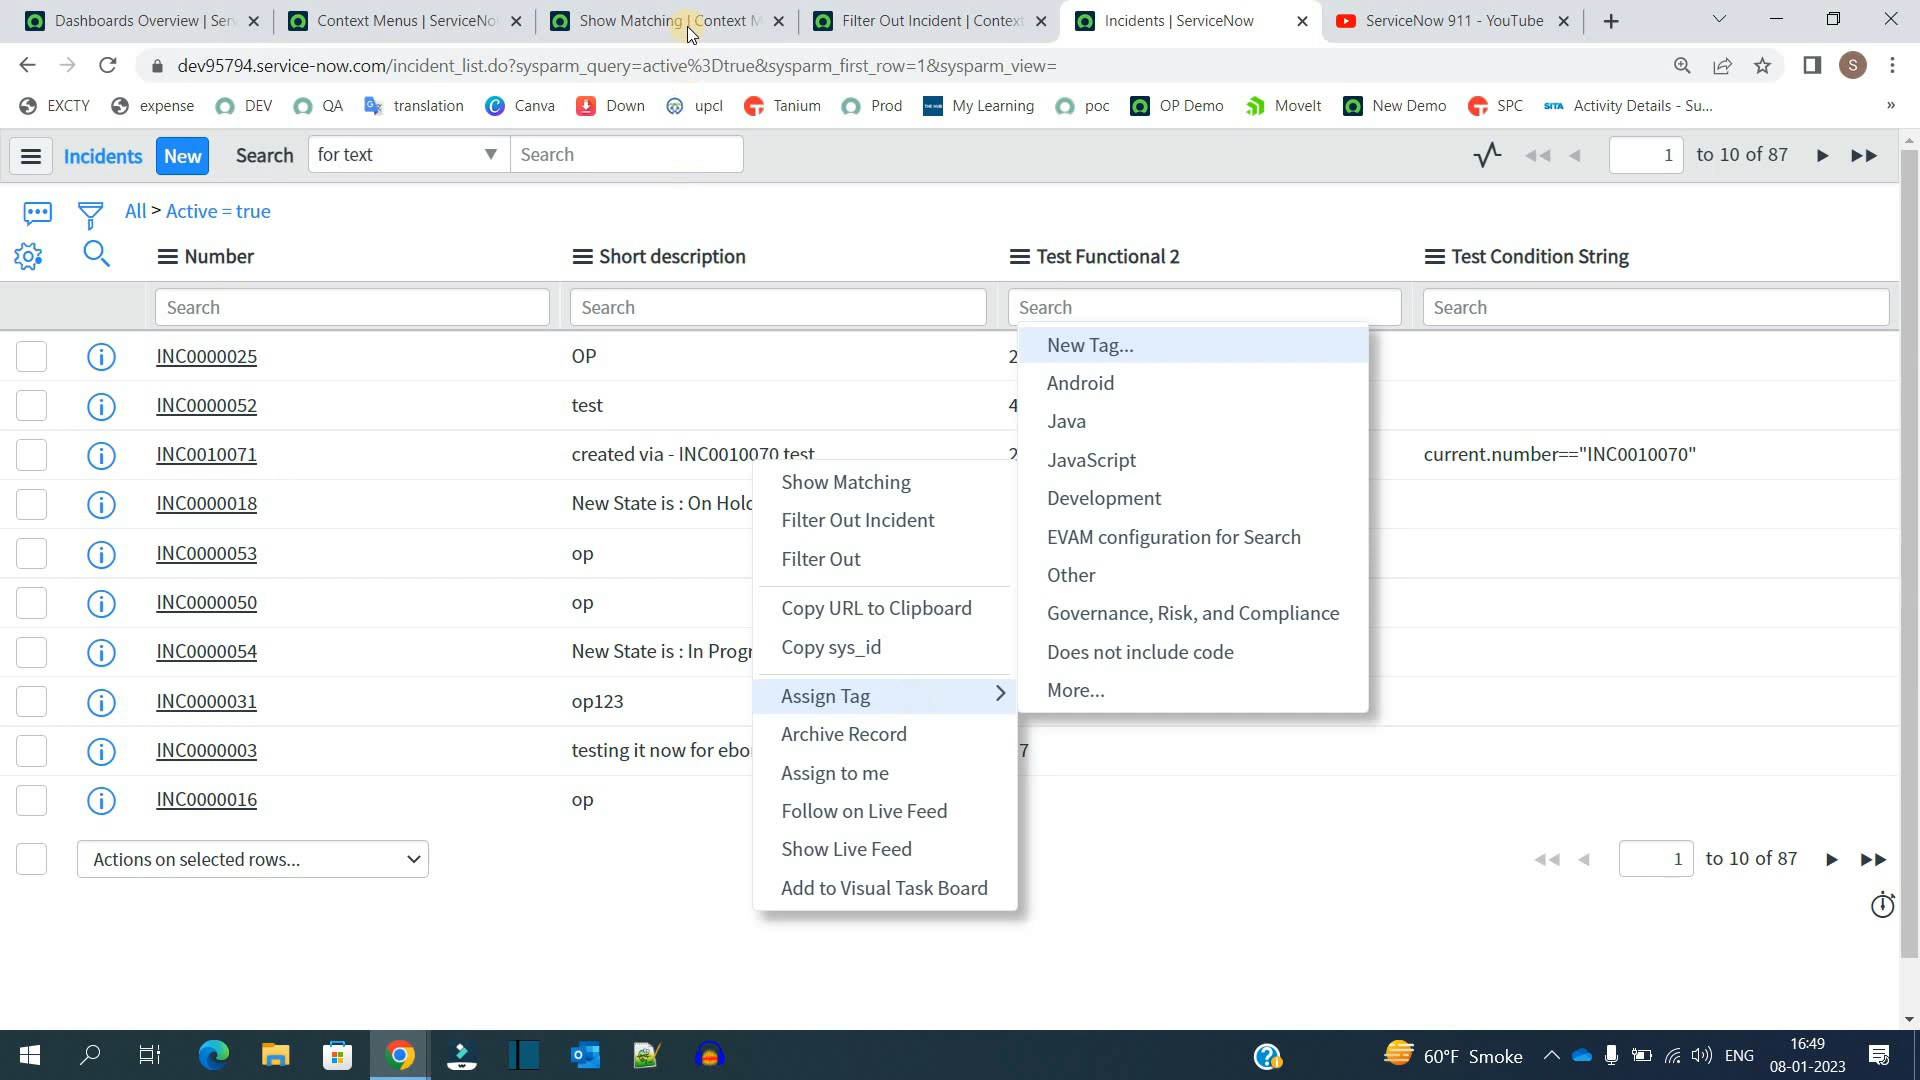 Dashboards Overview | Serv
Context Menus | ServiceNo
Show Matching | Context M
Filter Out Incident | Context
Incidents | ServiceNow
ServiceNow 911 - YouTube
dev95794.service-now.com/incident_list.do?sysparm_query=active%3Dtrue&sysparm_first_row=1&sysparm_view=
S
EXCTY
expense
DEV
QA
translation
Canva
Down
upcl
Tanium
Prod
My Learning
poc
OP Demo
MoveIt
New Demo
SPC
SITA Activity Details - Su...
»
Incidents New Search for text Search 1 to 10 of 87
All > Active = true
Number Short description Test Functional 2 Test Condition String
Search Search Search Search
INC0000025 OP 2
INC0000052 test 4
INC0010071 created via - INC0010070 test 2 current.number=="INC0010070"
INC0000018 New State is : On Hold
INC0000053 op
INC0000050 op
INC0000054 New State is : In Progr
INC0000031 op123
INC0000003 testing it now for ebo 7
INC0000016 op
Show Matching
Filter Out Incident
Filter Out
Copy URL to Clipboard
Copy sys_id
Assign Tag
Archive Record
Assign to me
Follow on Live Feed
Show Live Feed
Add to Visual Task Board
New Tag...
Android
Java
JavaScript
Development
EVAM configuration for Search
Other
Governance, Risk, and Compliance
Does not include code
More...
Actions on selected rows... 1 to 10 of 87
60°F Smoke ENG
16:49
08-01-2023